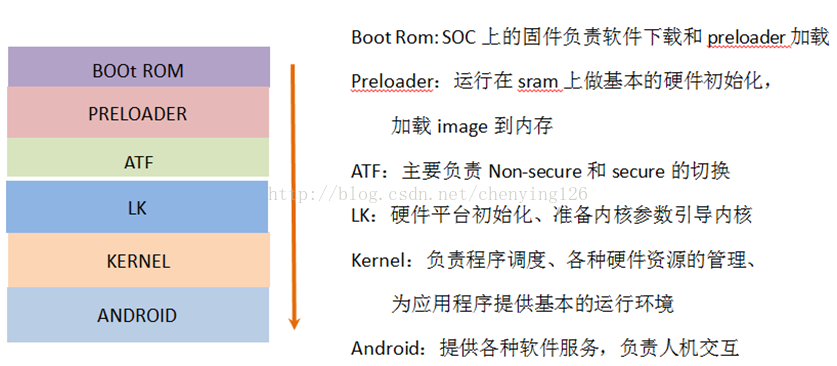 BOOt ROM
PRELOADER
ATF
LK
KERNEL
ANDROID
Boot Rom: SOC 上的固件负责软件下载和 preloader 加载
Preloader：运行在 sram 上做基本的硬件初始化，
加载 image 到内存
ATF：主要负责 Non-secure 和 secure 的切换
http://blog.csdn.net/chenying126
LK：硬件平台初始化、准备内核参数引导内核
Kernel：负责程序调度、各种硬件资源的管理、
为应用程序提供基本的运行环境
Android：提供各种软件服务，负责人机交互